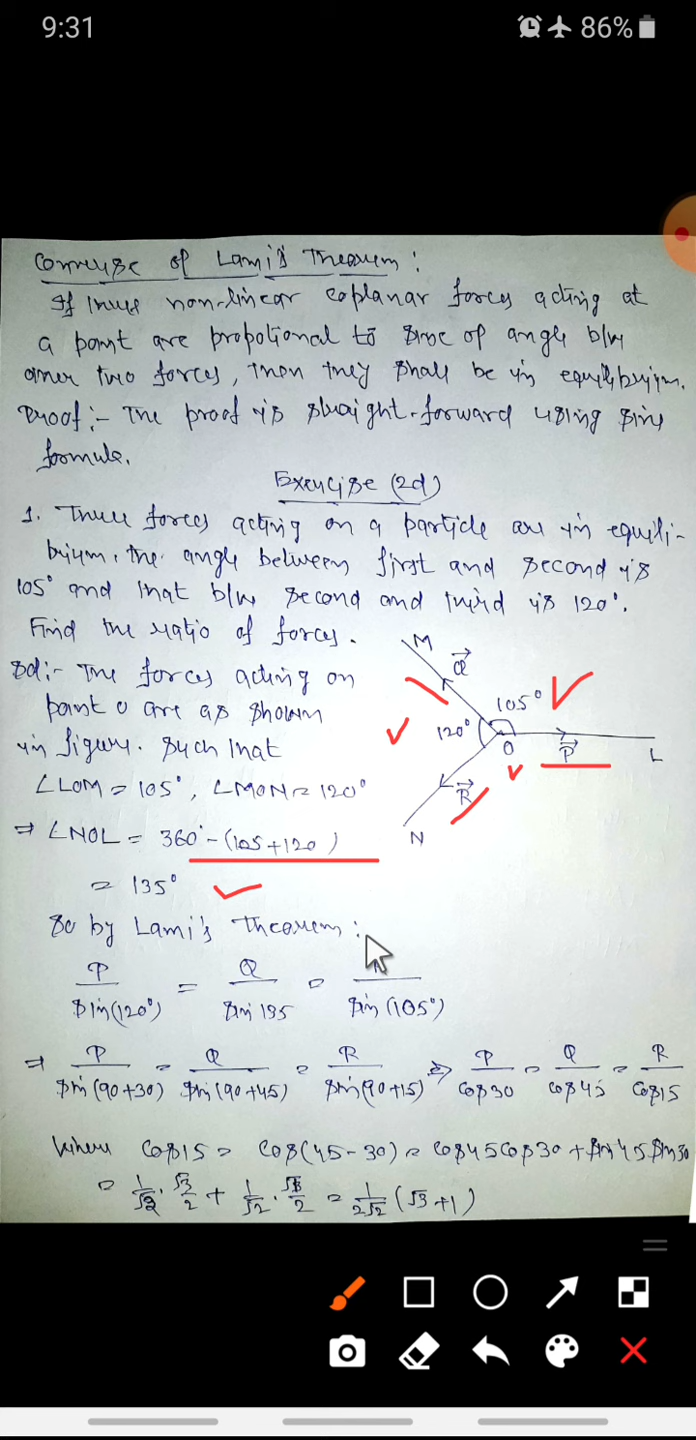 9:31 86%
Converse of Lami's Theorem :
If three non-linear coplanar forces acting at
a point are propotional to sine of angle b/w
other two forces, then they shall be in equilibrium.
Proof :- The proof is straight-forward using sine
formule.
Exercise (2d)
1. Three forces acting on a particle are in equili-
brium. the angle between first and second is
105° and that b/w second and third is 120°.
Find the ratio of forces.
Sol :- The forces acting on
point O are as shown
in figure. Such that
∠LOM = 105°, ∠MON = 120°
⇒ ∠NOL = 360° - (105+120)
= 135°
M
Q
105°
120°
O
P
L
R
N
So by Lami's Theorem :
P/sin(120°) = Q/sin 135 = R/sin(105°)
⇒ P/sin(90+30) = Q/sin(90+45) = R/sin(90+15) ⇒ P/cos30 = Q/cos45 = R/cos15
Where cos15 = cos(45-30) = cos45cos30 + sin45sin30
= 1/√2 · √3/2 + 1/√2 · /2 = 1/2√2 (√3+1)